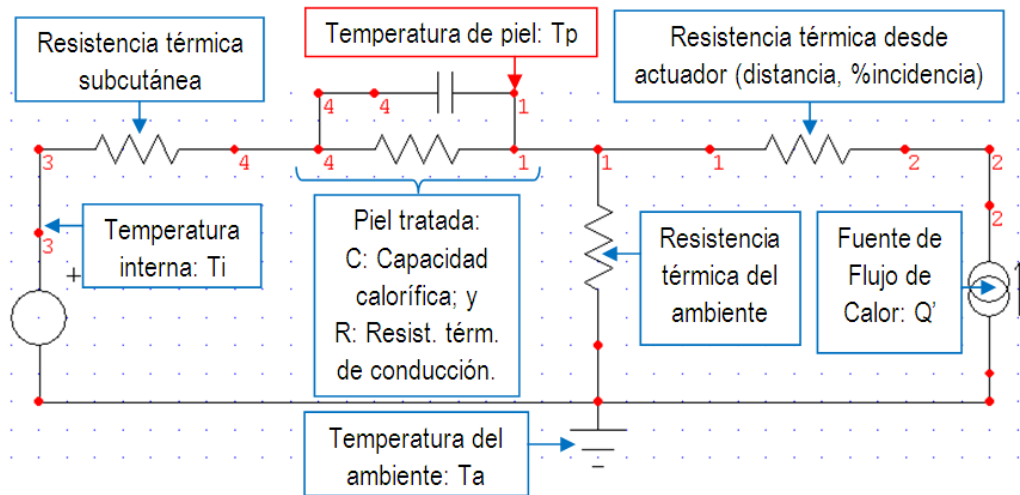 Resistencia térmica
subcutánea
Temperatura de piel: Tp
Resistencia térmica desde
actuador (distancia, %incidencia)
4
4
1
3
4
4
1
1
1
2
2
3
2
Temperatura
interna: Ti
+
Piel tratada:
C: Capacidad
calorífica; y
R: Resist. térm.
de conducción.
Resistencia
térmica del
ambiente
Fuente de
Flujo de
Calor: Q’
Temperatura del
ambiente: Ta